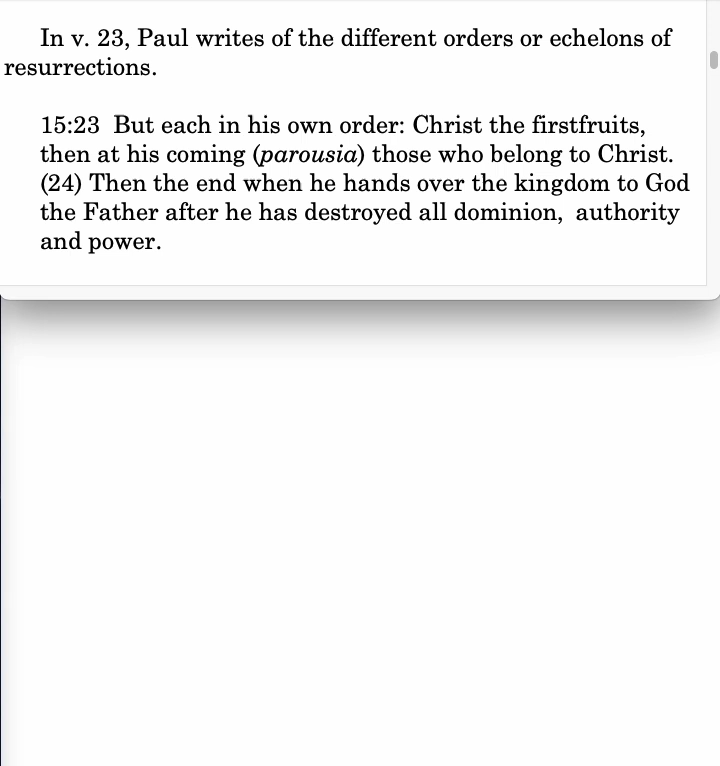 In v. 23, Paul writes of the different orders or echelons of
resurrections.
15:23  But each in his own order: Christ the firstfruits,
then at his coming (parousia) those who belong to Christ.
(24) Then the end when he hands over the kingdom to God
the Father after he has destroyed all dominion,  authority
and power.